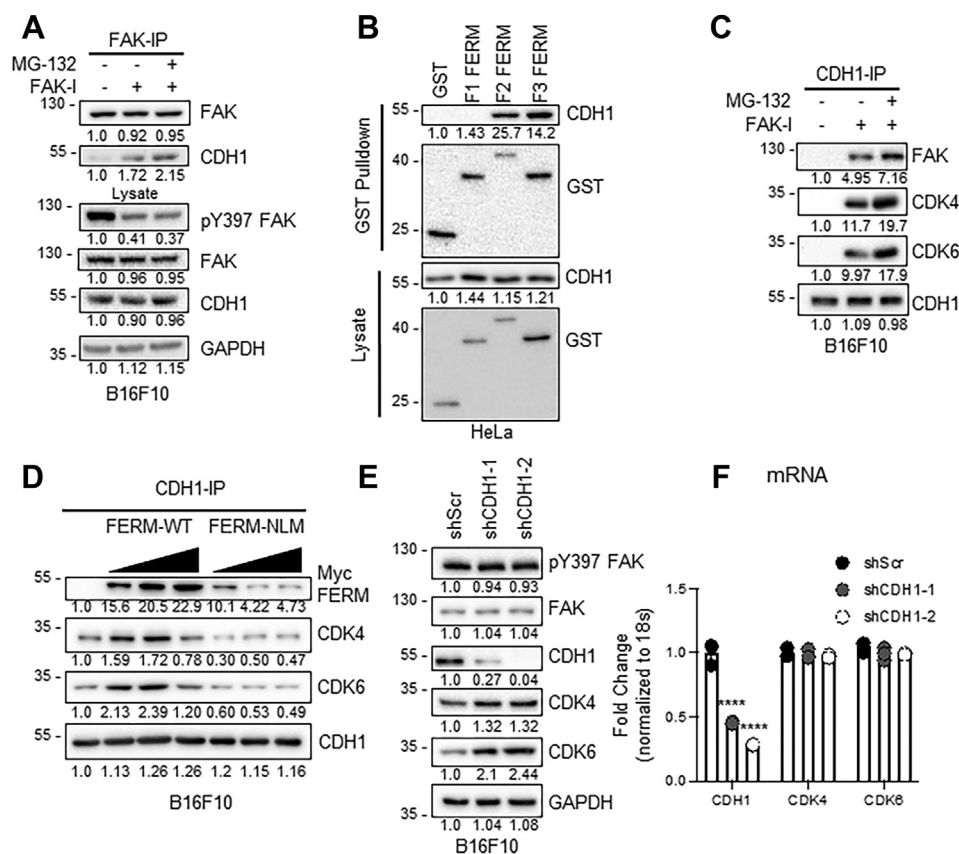 A
FAK-IP
MG-132 - - +
FAK-I - + +
130 -
FAK
1.0 0.92 0.95
55 -
CDH1
1.0 1.72 2.15
Lysate
130 -
pY397 FAK
1.0 0.41 0.37
130 -
FAK
1.0 0.96 0.95
55 -
CDH1
1.0 0.90 0.96
35 -
GAPDH
1.0 1.12 1.15
B16F10
B
GST
F1 FERM
F2 FERM
F3 FERM
GST Pulldown
55 -
CDH1
1.0 1.43 25.7 14.2
40 -
GST
25 -
Lysate
55 -
CDH1
1.0 1.44 1.15 1.21
40 -
GST
25 -
HeLa
C
CDH1-IP
MG-132 +
FAK-I - + +
130 -
FAK
1.0 4.95 7.16
35 -
CDK4
1.0 11.7 19.7
35 -
CDK6
1.0 9.97 17.9
55 -
CDH1
1.0 1.09 0.98
B16F10
D
CDH1-IP
FERM-WT FERM-NLM
55 -
Myc
FERM
1.0 15.6 20.5 22.9 10.1 4.22 4.73
35 -
CDK4
1.0 1.59 1.72 0.78 0.30 0.50 0.47
35 -
CDK6
1.0 2.13 2.39 1.20 0.60 0.53 0.49
55 -
CDH1
1.0 1.13 1.26 1.26 1.2 1.15 1.16
B16F10
E
shScr
shCDH1-1
shCDH1-2
130 -
pY397 FAK
1.0 0.94 0.93
130 -
FAK
1.0 1.04 1.04
55 -
CDH1
1.0 0.27 0.04
35 -
CDK4
1.0 1.32 1.32
35 -
CDK6
1.0 2.1 2.44
35 -
GAPDH
1.0 1.04 1.08
B16F10
F
mRNA
shScr
shCDH1-1
shCDH1-2
Fold Change
(normalized to 18s)
1.5
1.0
0.5
0.0
****
****
CDH1 CDK4 CDK6